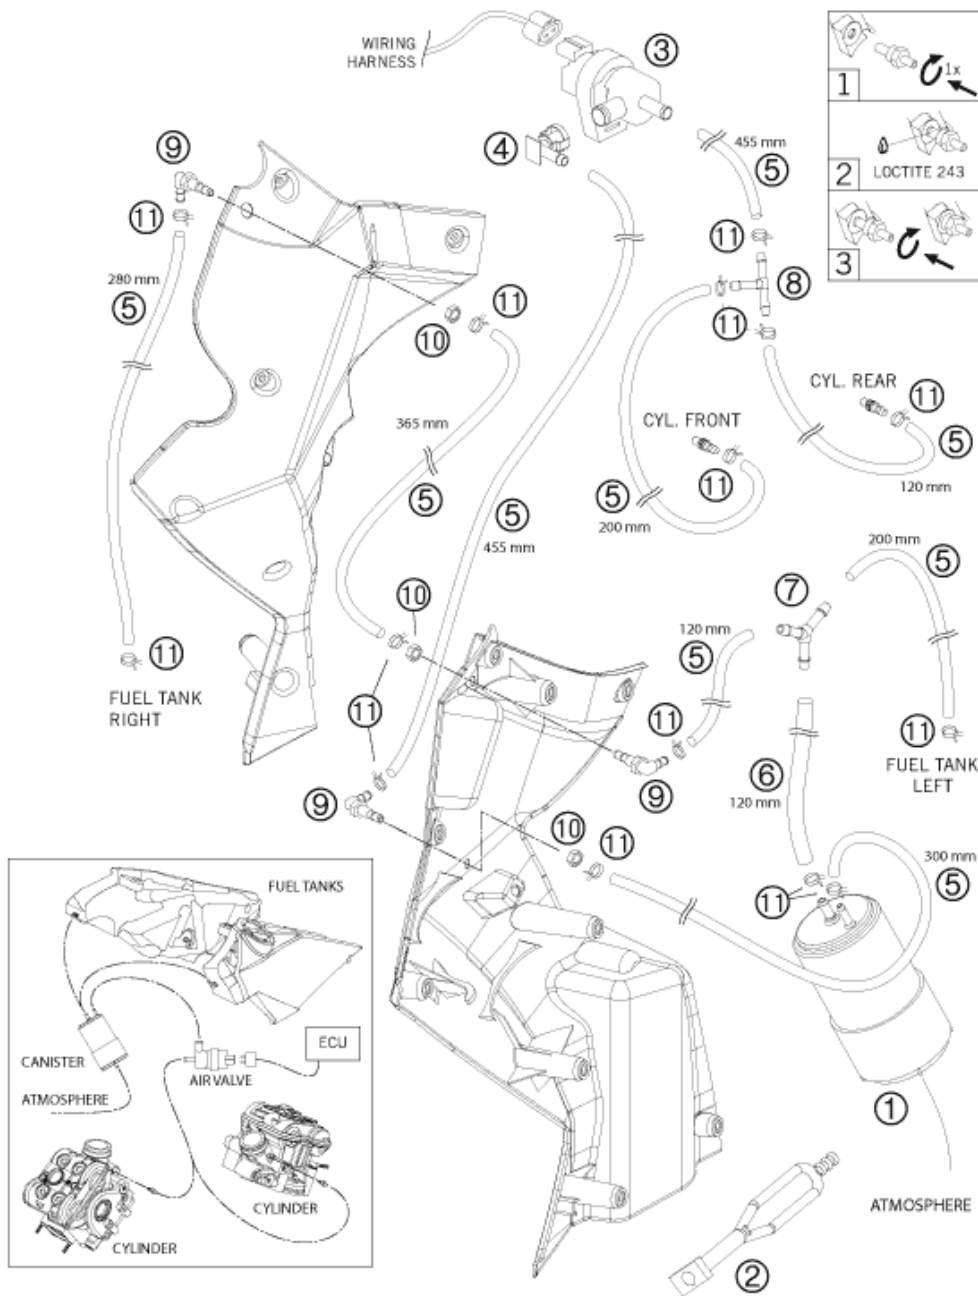 WIRING
HARNESS
3
1
1x
9
4
455 mm
5
2
LOCTITE 243
11
11
3
280 mm
5
8
11
10
11
CYL. REAR
11
365 mm
CYL. FRONT
5
11
120 mm
5
5
200 mm
5
455 mm
200 mm
5
10
7
120 mm
5
11
FUEL TANK
RIGHT
11
11
11
FUEL TANK
LEFT
6
120 mm
9
9
10
11
300 mm
5
11
FUEL TANKS
ECU
CANISTER
AIR VALVE
ATMOSPHERE
1
CYLINDER
ATMOSPHERE
CYLINDER
2